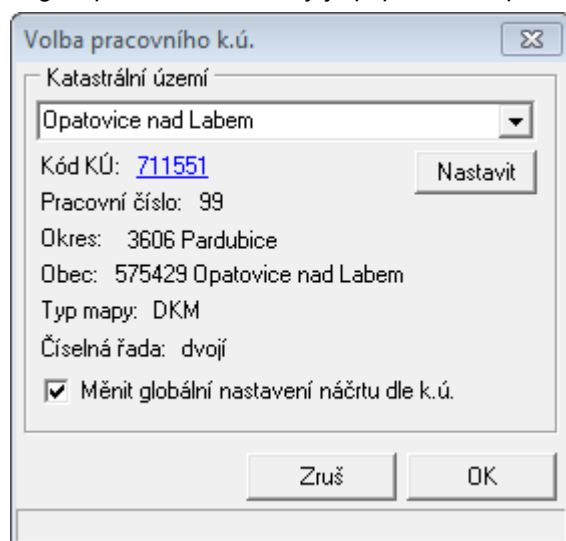 Volba pracovního k.ú.
Katastrální území
Opatovice nad Labem
Kód KÚ: 711551
Nastavit
Pracovní číslo: 99
Okres: 3606 Pardubice
Obec: 575429 Opatovice nad Labem
Typ mapy: DKM
Číselná řada: dvojí
Měnit globální nastavení náčrtu dle k.ú.
Zruš
OK